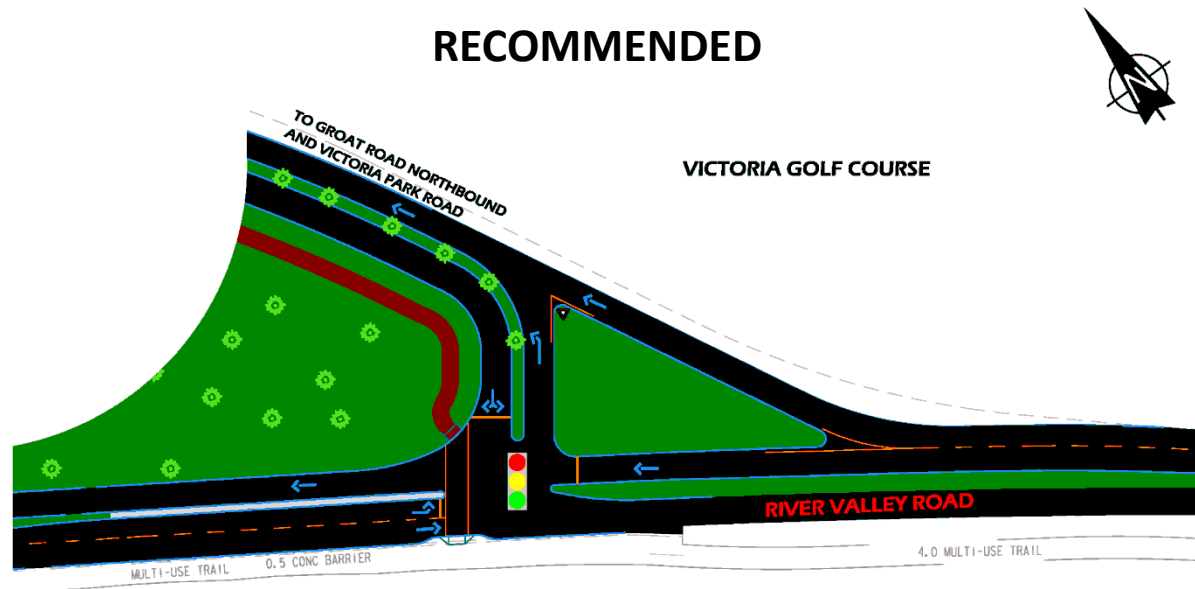 RECOMMENDED
N
TO GROAT ROAD NORTHBOUND
AND VICTORIA PARK ROAD
VICTORIA GOLF COURSE
RIVER VALLEY ROAD
MULTI-USE TRAIL
0.5 CONC BARRIER
4.0 MULTI-USE TRAIL